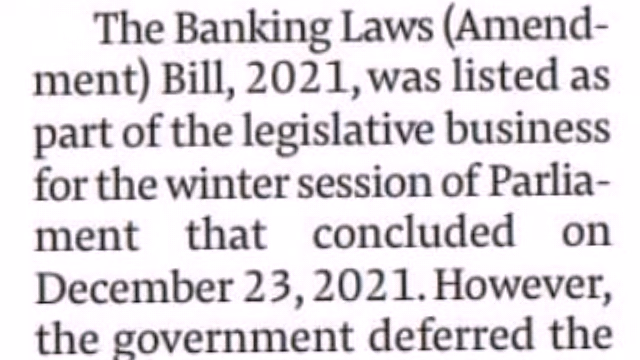 The Banking Laws (Amend-
ment) Bill, 2021, was listed as
part of the legislative business
for the winter session of Parlia-
ment that concluded on
December 23, 2021. However,
the government deferred the